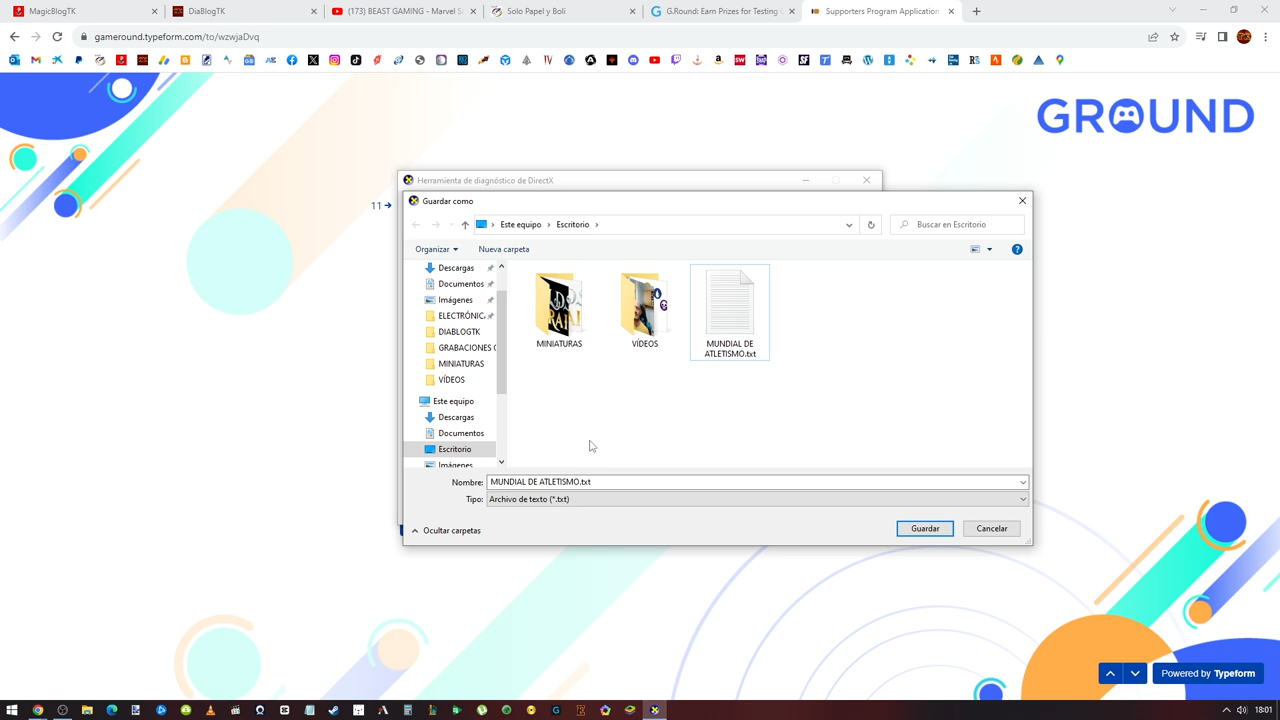 MagicBlogTK
DiaBlogTK
(173) BEAST GAMING - Marvel S
Solo Papel y Boli
G.Round: Earn Prizes for Testing
Supporters Program Application
gameround.typeform.com/to/wzwjaDvq
GROUND
11
Herramienta de diagnóstico de DirectX
Guardar como
Este equipo
Escritorio
Buscar en Escritorio
Organizar
Nueva carpeta
Descargas
Documentos
Imágenes
ELECTRÓNIC
DIABLOGTK
GRABACIONES
MINIATURAS
VÍDEOS
Este equipo
Descargas
Documentos
Escritorio
Imágenes
MINIATURAS
VÍDEOS
MUNDIAL DE
ATLETISMO.txt
Nombre: MUNDIAL DE ATLETISMO.txt
Tipo: Archivo de texto (*.txt)
Ocultar carpetas
Guardar
Cancelar
Powered by Typeform
18:01